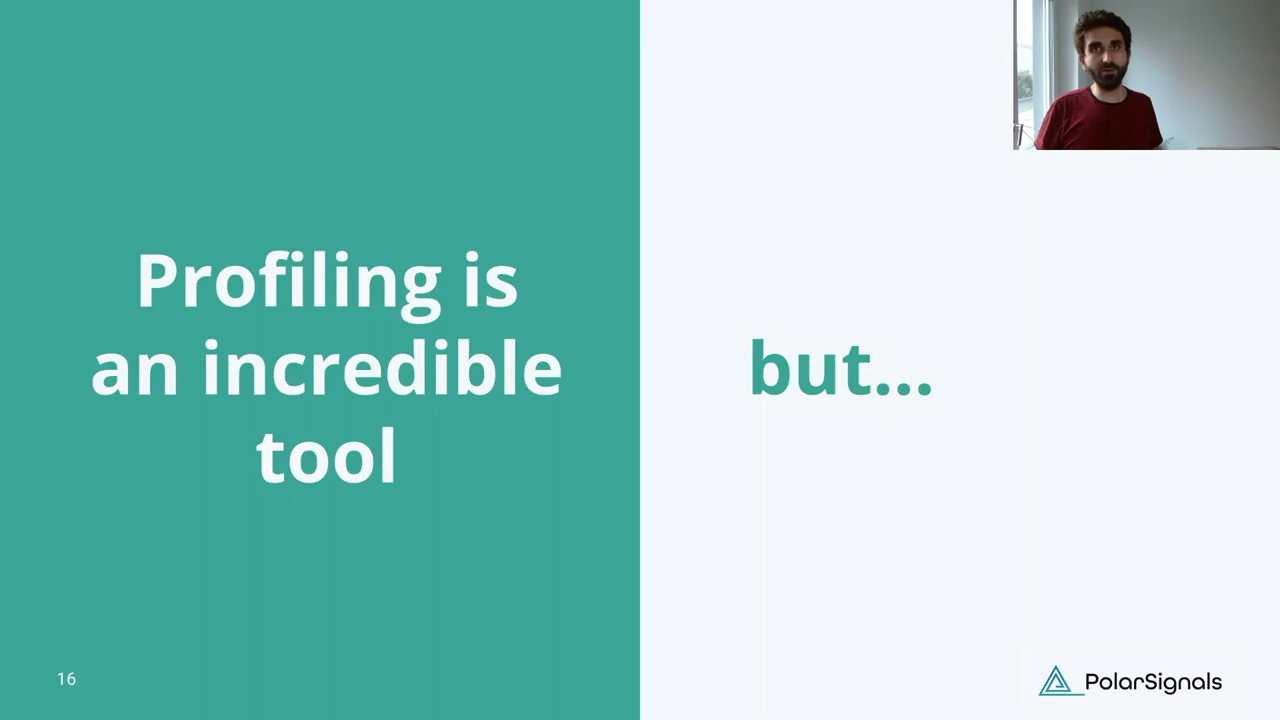 Profiling is
an incredible
tool
but...
16
PolarSignals